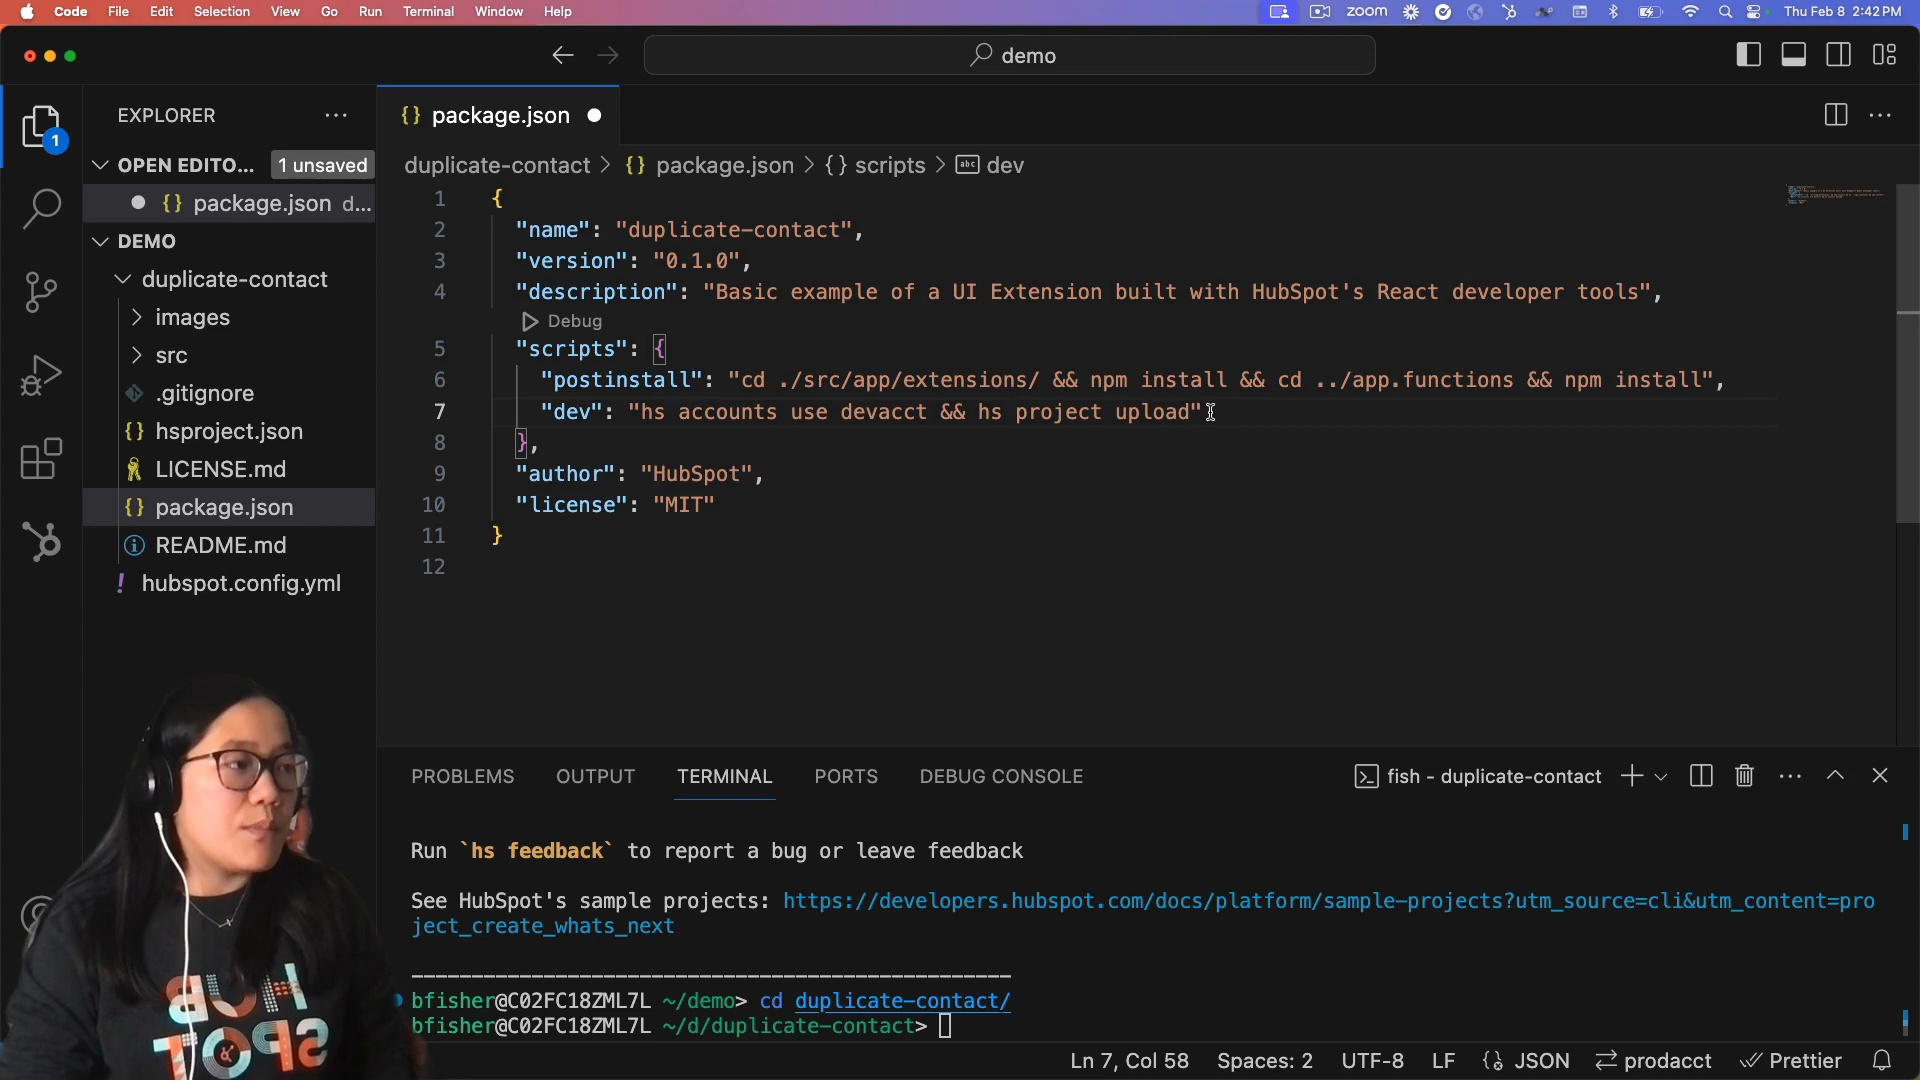 Code File Edit Selection View Go Run Terminal Window Help zoom Thu Feb 8 2:42 PM
demo
EXPLORER
OPEN EDITO... 1 unsaved
package.json d...
DEMO
duplicate-contact
images
src
.gitignore
hsproject.json
LICENSE.md
package.json
README.md
hubspot.config.yml
1
package.json
duplicate-contact > {} package.json > {} scripts > abc dev
1 {
2 "name": "duplicate-contact",
3 "version": "0.1.0",
4 "description": "Basic example of a UI Extension built with HubSpot's React developer tools",
Debug
5 "scripts": {
6 "postinstall": "cd ./src/app/extensions/ && npm install && cd ../app.functions && npm install",
7 "dev": "hs accounts use devacct && hs project upload"
8 },
9 "author": "HubSpot",
10 "license": "MIT"
11 }
12
PROBLEMS OUTPUT TERMINAL PORTS DEBUG CONSOLE fish - duplicate-contact
Run `hs feedback` to report a bug or leave feedback
See HubSpot's sample projects: https://developers.hubspot.com/docs/platform/sample-projects?utm_source=cli&utm_content=pro
ject_create_whats_next
bfisher@C02FC18ZML7L ~/demo> cd duplicate-contact/
bfisher@C02FC18ZML7L ~/d/duplicate-contact>
HUB
SPOT
Ln 7, Col 58 Spaces: 2 UTF-8 LF {} JSON prodacct Prettier